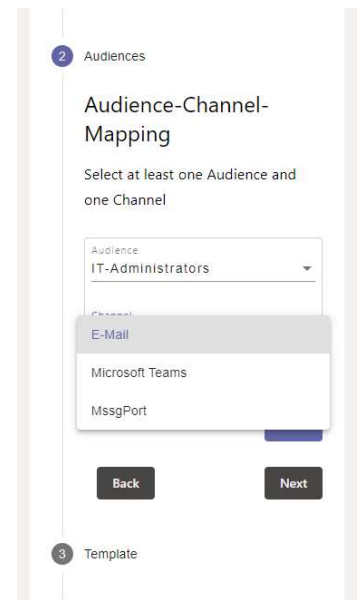 2 Audiences
Audience-Channel-
Mapping
Select at least one Audience and
one Channel
Audience
IT-Administrators
Channel
E-Mail
Microsoft Teams
MssgPort
Back Next
3 Template